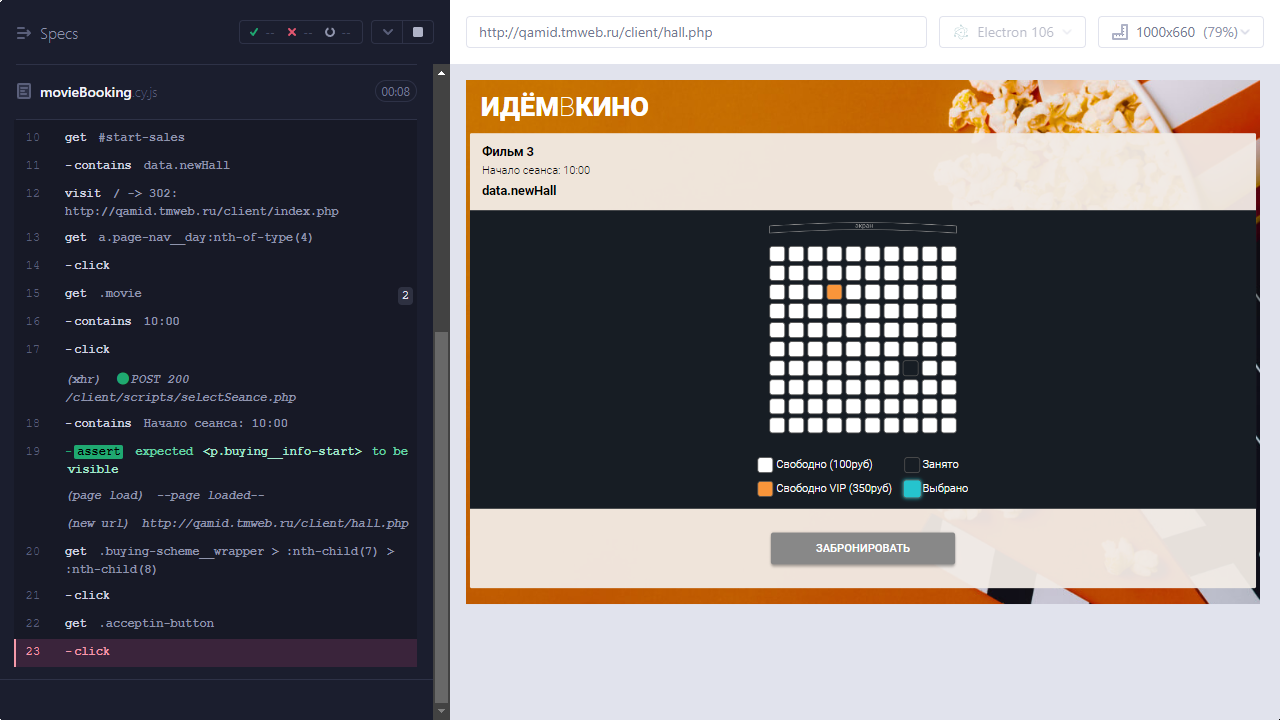 Specs
-- -- --
movieBooking.cy.js
00:08
10 get #start-sales
11 -contains data.newHall
12 visit / -> 302:
http://qamid.tmweb.ru/client/index.php
13 get a.page-nav__day:nth-of-type(4)
14 -click
15 get .movie 2
16 -contains 10:00
17 -click
(xhr) POST 200
/client/scripts/selectSeance.php
18 -contains Начало сеанса: 10:00
19 -assert expected <p.buying__info-start> to be
visible
(page load) --page loaded--
(new url) http://qamid.tmweb.ru/client/hall.php
20 get .buying-scheme__wrapper > :nth-child(7) >
:nth-child(8)
21 -click
22 get .acceptin-button
23 -click
http://qamid.tmweb.ru/client/hall.php
Electron 106
1000x660 (79%)
ИДЁМВКИНО
Фильм 3
Начало сеанса: 10:00
data.newHall
экран
Свободно (100руб)
Занято
Свободно VIP (350руб)
Выбрано
ЗАБРОНИРОВАТЬ